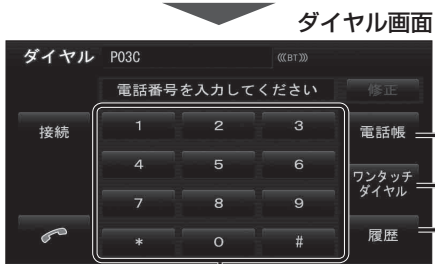 ダイヤル画面
ダイヤル P03C (((BT)))
電話番号を入力してください 修正
接続 1 2 3 電話帳
4 5 6
ワンタッチ
ダイヤル
7 8 9
* 0 # 履歴